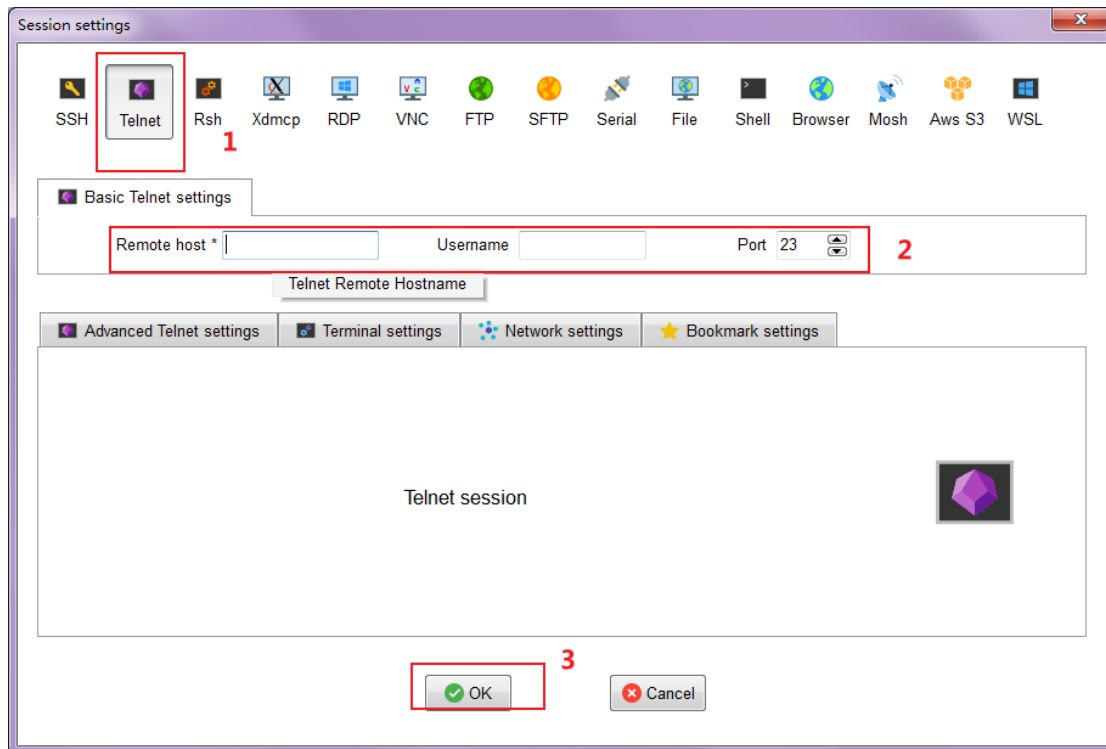 Session settings
SSH Telnet Rsh Xdmcp RDP VNC FTP SFTP Serial File Shell Browser Mosh Aws S3 WSL
1
Basic Telnet settings
Remote host * Username Port 23
2
Telnet Remote Hostname
Advanced Telnet settings Terminal settings Network settings Bookmark settings
Telnet session
3
OK Cancel